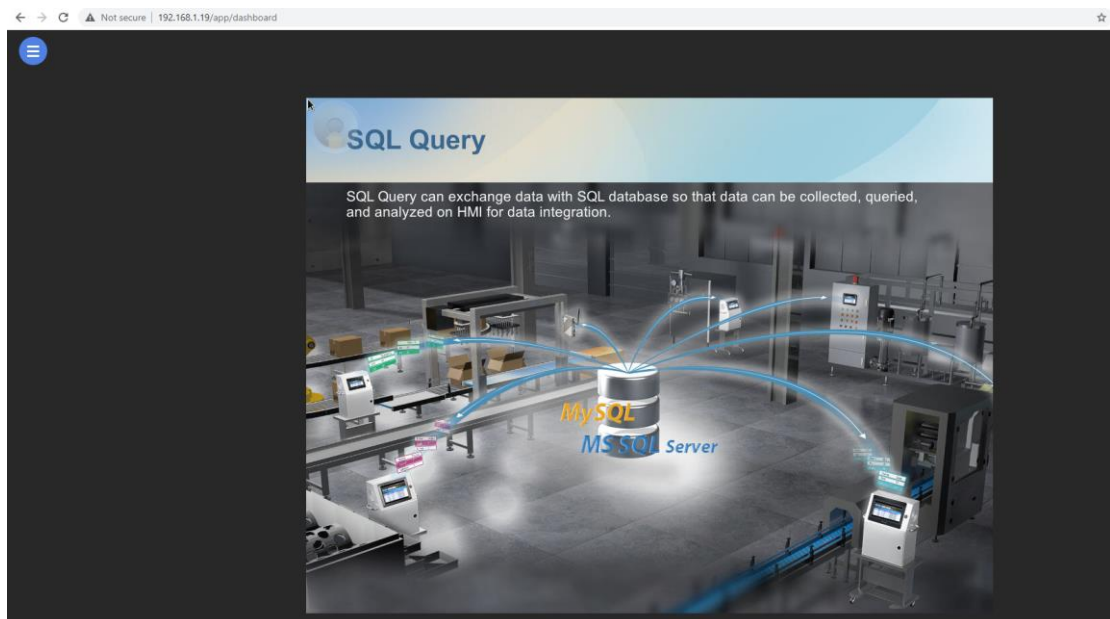 Not secure | 192.168.1.19/app/dashboard
SQL Query
SQL Query can exchange data with SQL database so that data can be collected, queried,
and analyzed on HMI for data integration.
MySQL
MS SQL Server